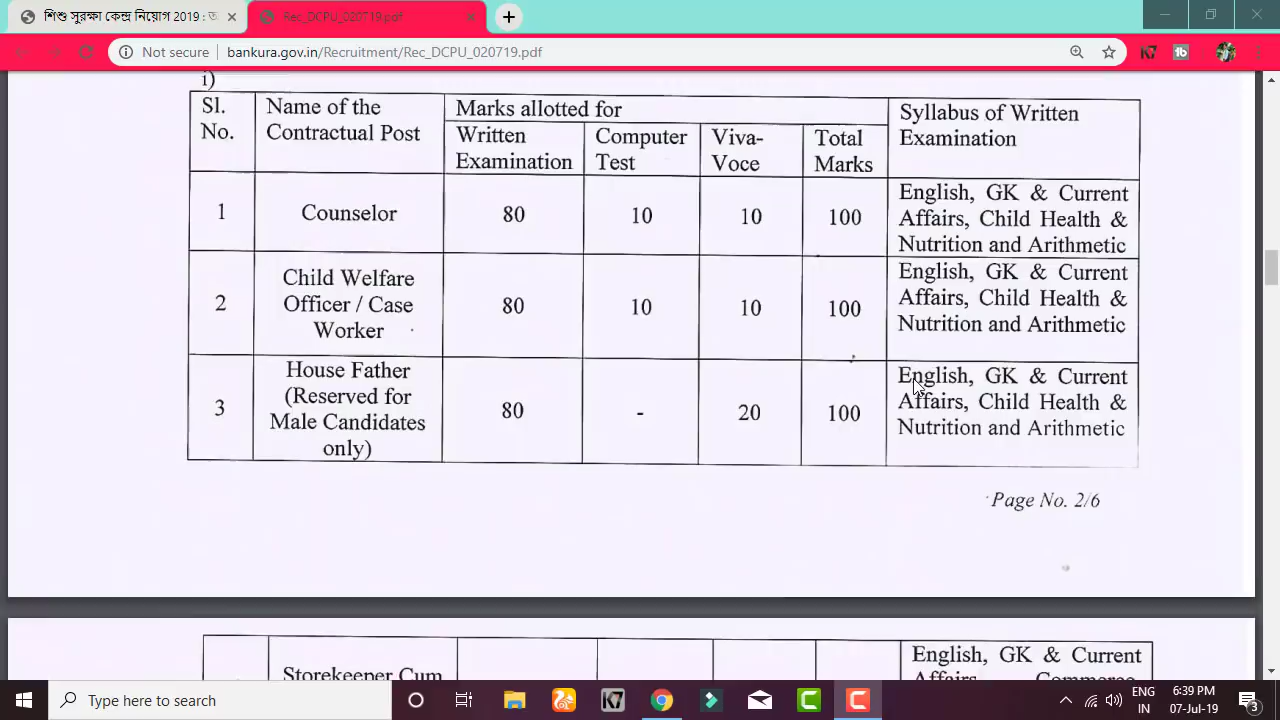 শিশু সুরক্ষা কেন্দ্র নিয়োগ 2019 : অ
Rec_DCPU_020719.pdf
Not secure
bankura.gov.in/Recruitment/Rec_DCPU_020719.pdf
i)
Sl. No.
Name of the Contractual Post
Marks allotted for
Written Examination
Computer Test
Viva-Voce
Total Marks
Syllabus of Written Examination
1
Counselor
80
10
10
100
English, GK & Current
Affairs, Child Health &
Nutrition and Arithmetic
2
Child Welfare
Officer / Case
Worker
80
10
10
100
English, GK & Current
Affairs, Child Health &
Nutrition and Arithmetic
3
House Father
(Reserved for
Male Candidates
only)
80
-
20
100
English, GK & Current
Affairs, Child Health &
Nutrition and Arithmetic
Page No. 2/6
Storekeeper Cum
English, GK & Current
Affairs, Commerce
Type here to search
ENG
IN
6:39 PM
07-Jul-19
3